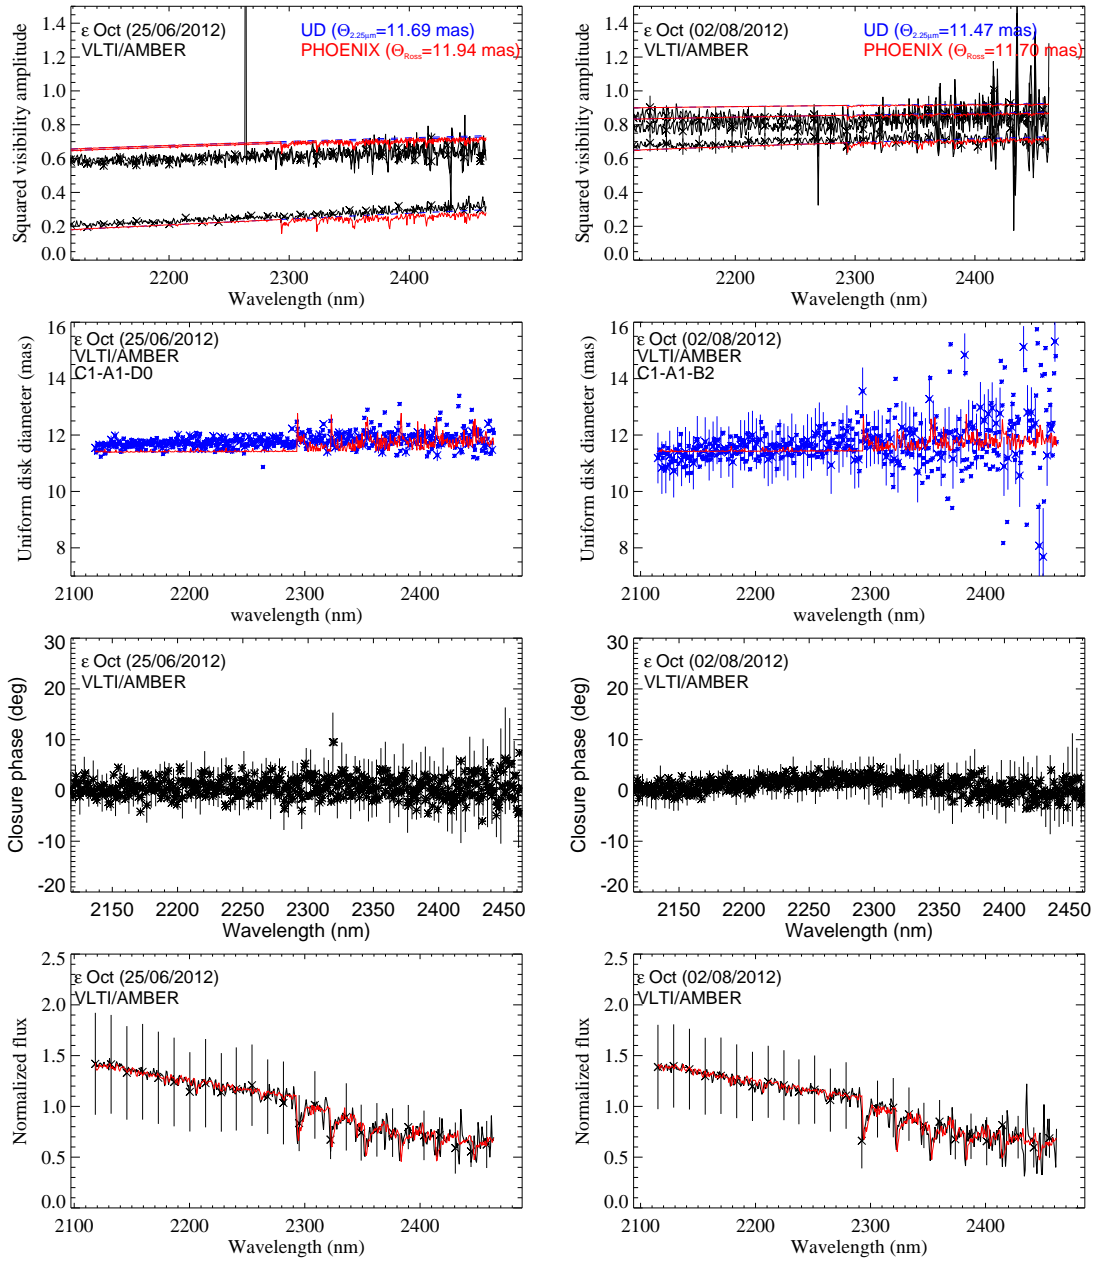 ε Oct (25/06/2012)
VLTI/AMBER
UD (Θ2.25μm=11.69 mas)
PHOENIX (ΘRoss=11.94 mas)
Squared visibility amplitude
1.4
1.2
1.0
0.8
0.6
0.4
0.2
0.0
2200 2300 2400
Wavelength (nm)
ε Oct (02/08/2012)
VLTI/AMBER
UD (Θ2.25μm=11.47 mas)
PHOENIX (ΘRoss=11.70 mas)
Squared visibility amplitude
1.4
1.2
1.0
0.8
0.6
0.4
0.2
0.0
2200 2300 2400
Wavelength (nm)
ε Oct (25/06/2012)
VLTI/AMBER
C1-A1-D0
Uniform disk diameter (mas)
16
14
12
10
8
2100 2200 2300 2400
wavelength (nm)
ε Oct (02/08/2012)
VLTI/AMBER
C1-A1-B2
Uniform disk diameter (mas)
16
14
12
10
8
2100 2200 2300 2400
wavelength (nm)
ε Oct (25/06/2012)
VLTI/AMBER
Closure phase (deg)
30
20
10
0
-10
-20
2150 2200 2250 2300 2350 2400 2450
Wavelength (nm)
ε Oct (02/08/2012)
VLTI/AMBER
Closure phase (deg)
30
20
10
0
-10
-20
2150 2200 2250 2300 2350 2400 2450
Wavelength (nm)
ε Oct (25/06/2012)
VLTI/AMBER
Normalized flux
2.5
2.0
1.5
1.0
0.5
0.0
2100 2200 2300 2400
Wavelength (nm)
ε Oct (02/08/2012)
VLTI/AMBER
Normalized flux
2.5
2.0
1.5
1.0
0.5
0.0
2100 2200 2300 2400
Wavelength (nm)